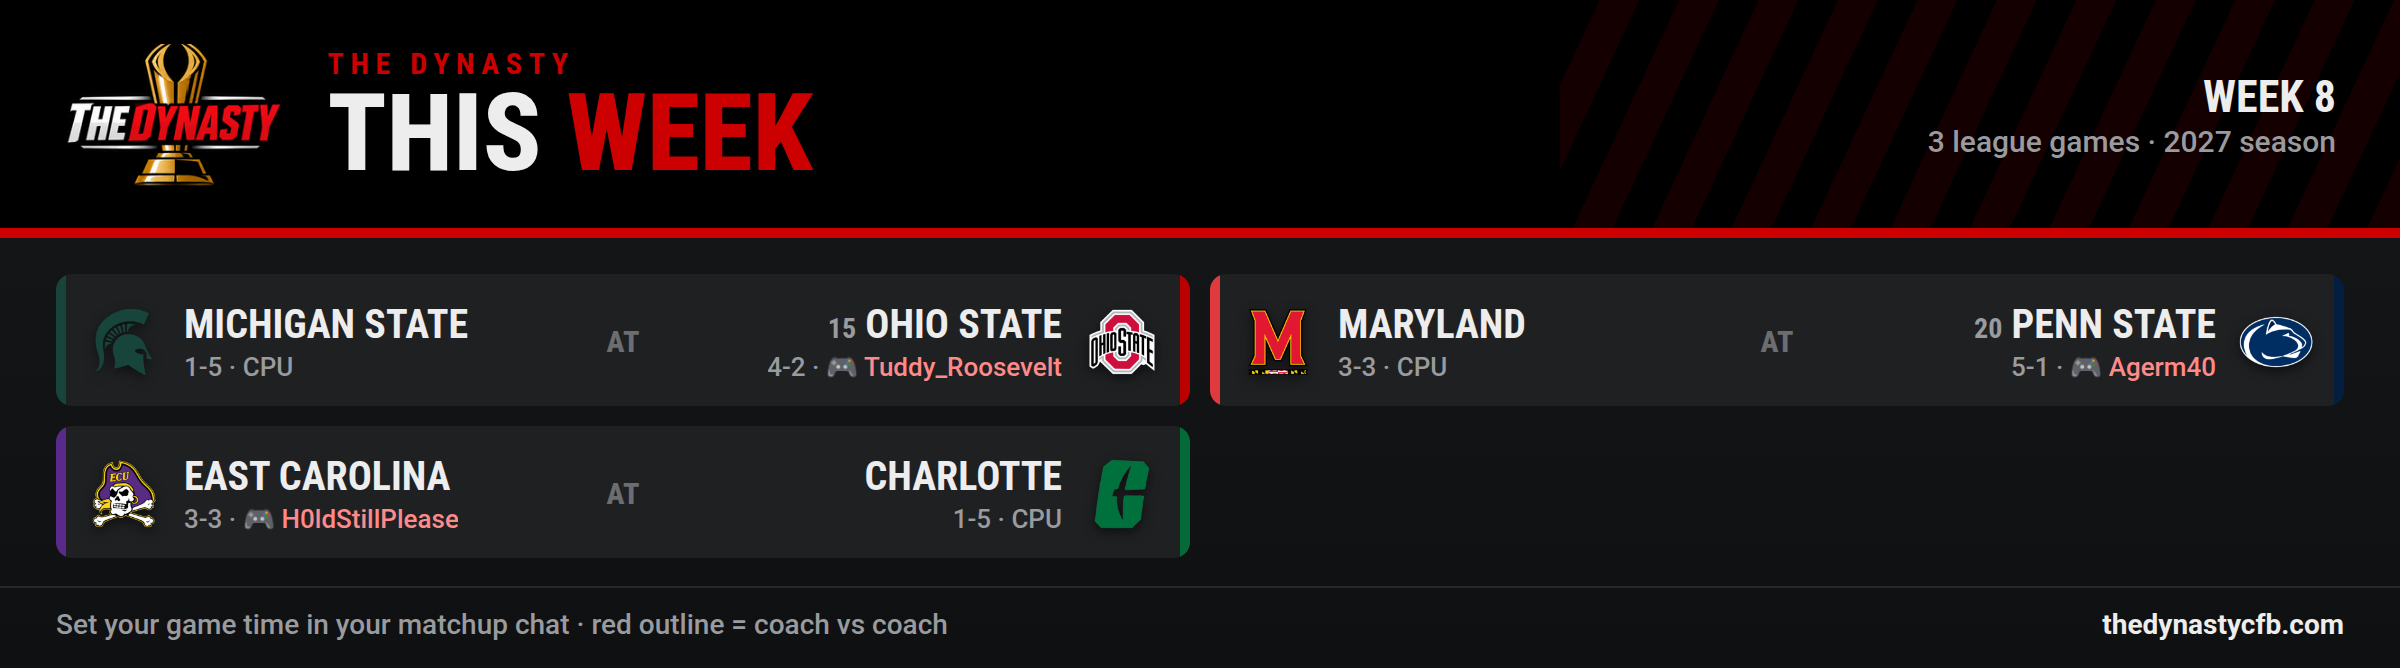 THE DYNASTY
THE DYNASTY
THIS WEEK
WEEK 8
3 league games · 2027 season
MICHIGAN STATE
1-5 · CPU
AT
15 OHIO STATE
4-2 · 🎮 Tuddy_Roosevelt
OHIO STATE
MARYLAND
3-3 · CPU
AT
20 PENN STATE
5-1 · 🎮 Agerm40
ECU
EAST CAROLINA
3-3 · 🎮 H0ldStillPlease
AT
CHARLOTTE
1-5 · CPU
Set your game time in your matchup chat · red outline = coach vs coach
thedynastycfb.com